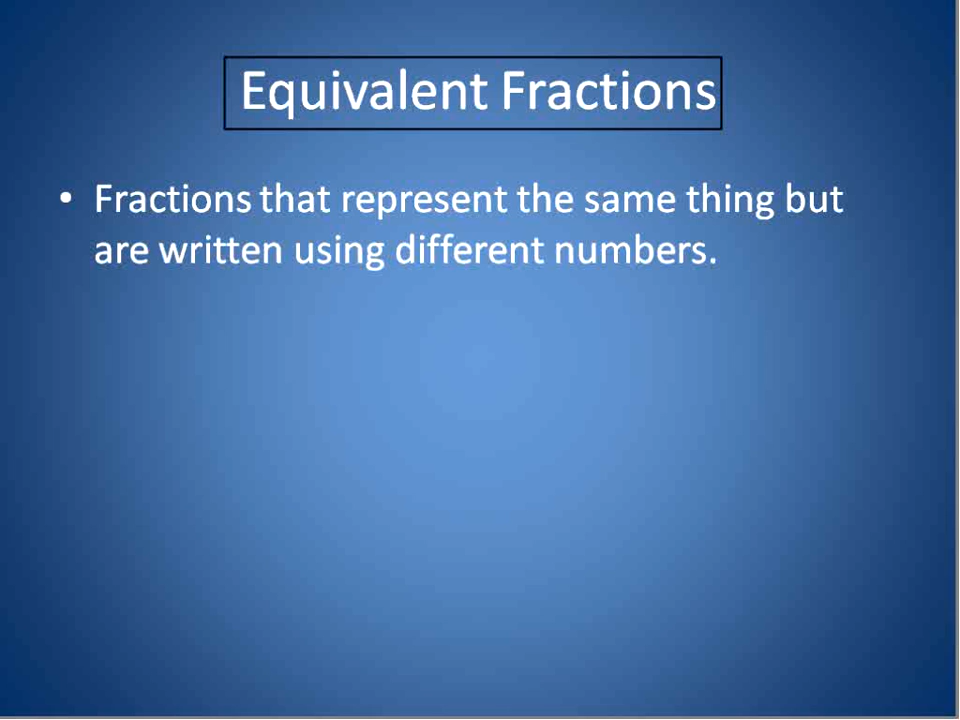 Equivalent Fractions
• Fractions that represent the same thing but
are written using different numbers.